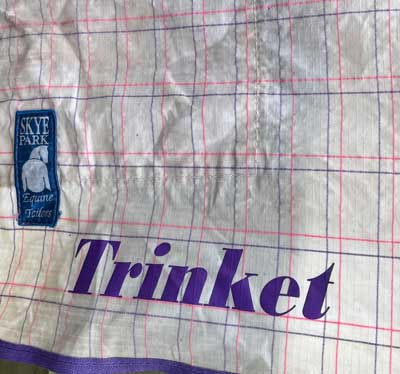 SKYE
PARK
Equine
Tailors
Trinket